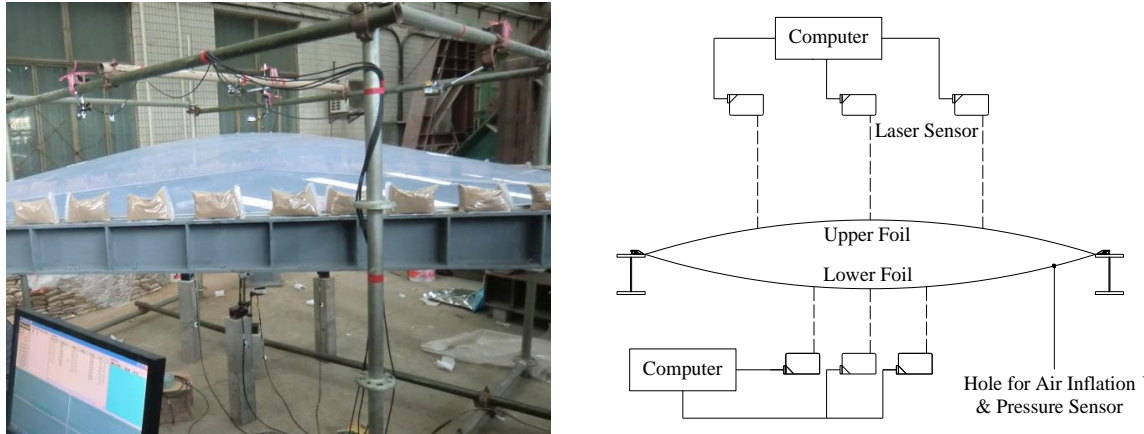 Computer
Laser Sensor
Upper Foil
Lower Foil
Computer
Hole for Air Inflation
& Pressure Sensor